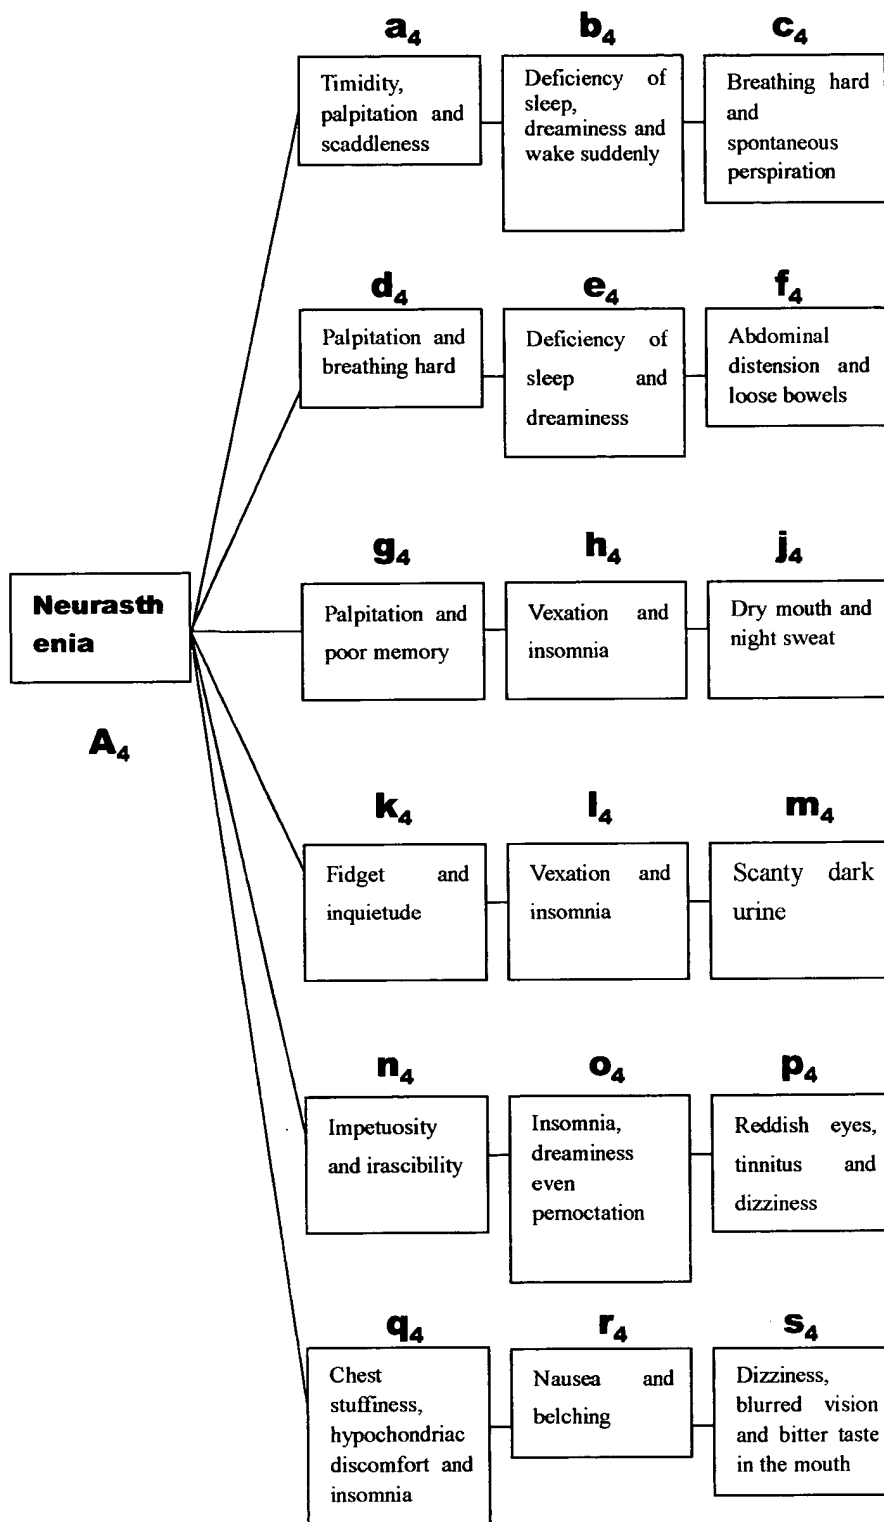 a4
b4
c4
Timidity,
palpitation and
scaddleness
Deficiency of
sleep,
dreaminess and
wake suddenly
Breathing hard
and
spontaneous
perspiration
d4
e4
f4
Palpitation and
breathing hard
Deficiency of
sleep and
dreaminess
Abdominal
distension and
loose bowels
g4
h4
j4
Neurasth
enia
A4
Palpitation and
poor memory
Vexation and
insomnia
Dry mouth and
night sweat
k4
l4
m4
Fidget and
inquietude
Vexation and
insomnia
Scanty dark
urine
n4
o4
p4
Impetuosity
and irascibility
Insomnia,
dreaminess
even
pernoctation
Reddish eyes,
tinnitus and
dizziness
q4
r4
s4
Chest
stuffiness,
hypochondriac
discomfort and
insomnia
Nausea and
belching
Dizziness,
blurred vision
and bitter taste
in the mouth